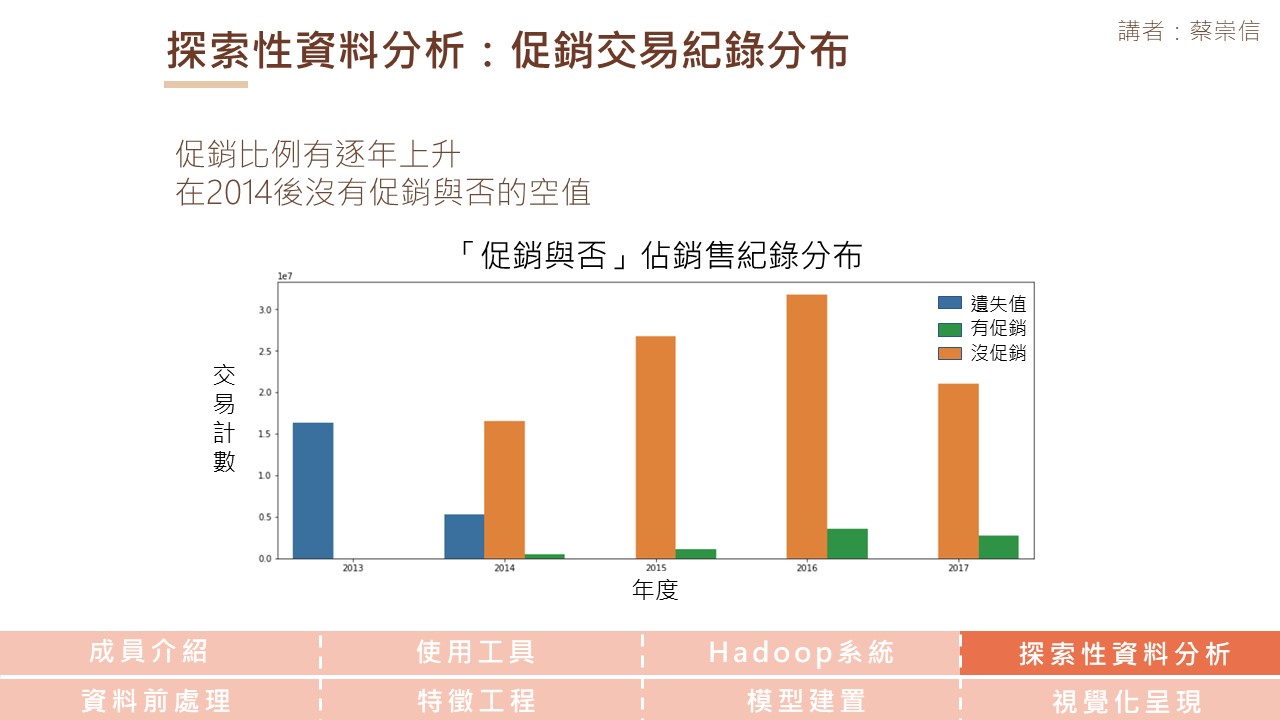 探索性資料分析：促銷交易紀錄分布
講者：蔡崇信
促銷比例有逐年上升
在2014後沒有促銷與否的空值
「促銷與否」佔銷售紀錄分布
1e7
3.0
2.5
2.0
1.5
1.0
0.5
0.0
交易計數
遺失值
有促銷
沒促銷
2013 2014 2015 2016 2017
年度
成員介紹 使用工具 Hadoop系統 探索性資料分析
資料前處理 特徵工程 模型建置 視覺化呈現